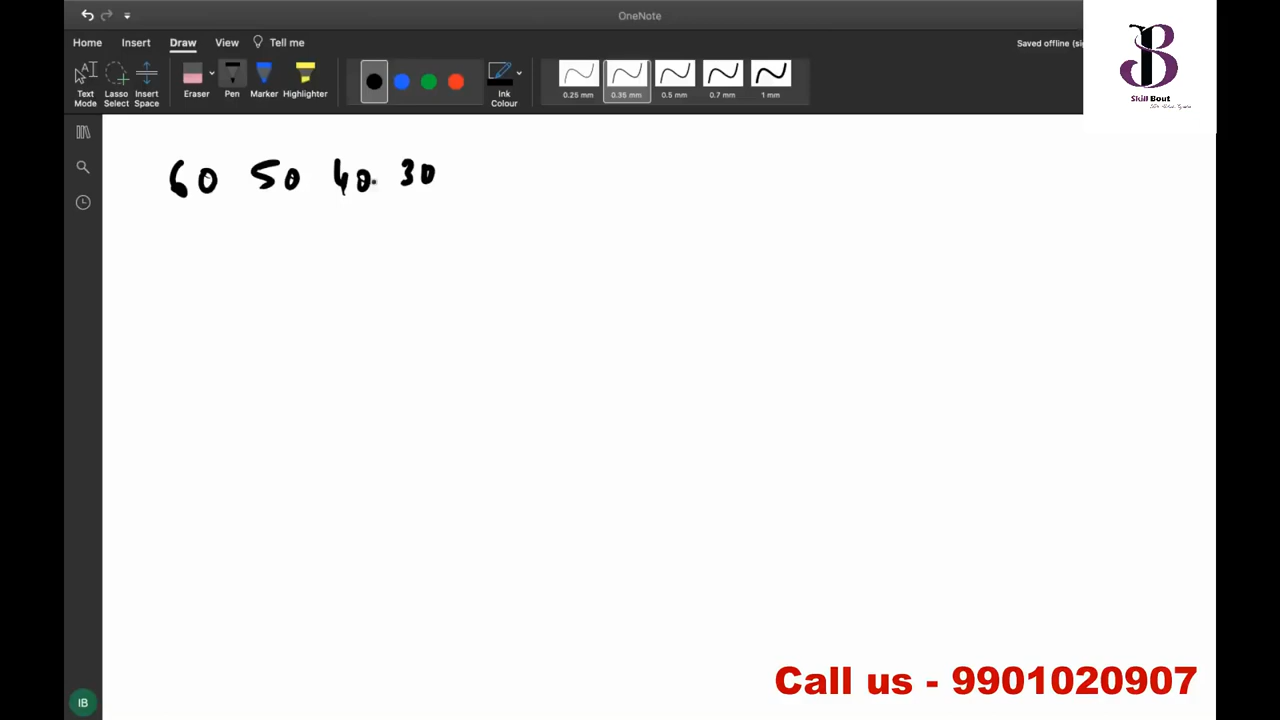 OneNote
Home Insert Draw View Tell me
Saved offline
Text Mode
Lasso Select
Insert Space
Eraser
Pen
Marker
Highlighter
Ink Colour
0.25 mm
0.35 mm
0.5 mm
0.7 mm
1 mm
JB
Skill Bout
60 50 40 30
IB
Call us - 9901020907